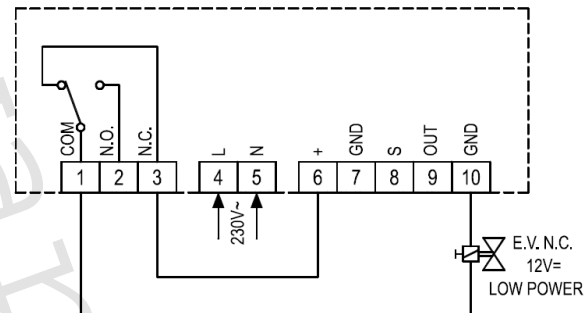 COM
N.O.
N.C.
L
N
+
GND
S
OUT
GND
1 2 3 4 5 6 7 8 9 10
230V~
E.V. N.C.
12V=
LOW POWER